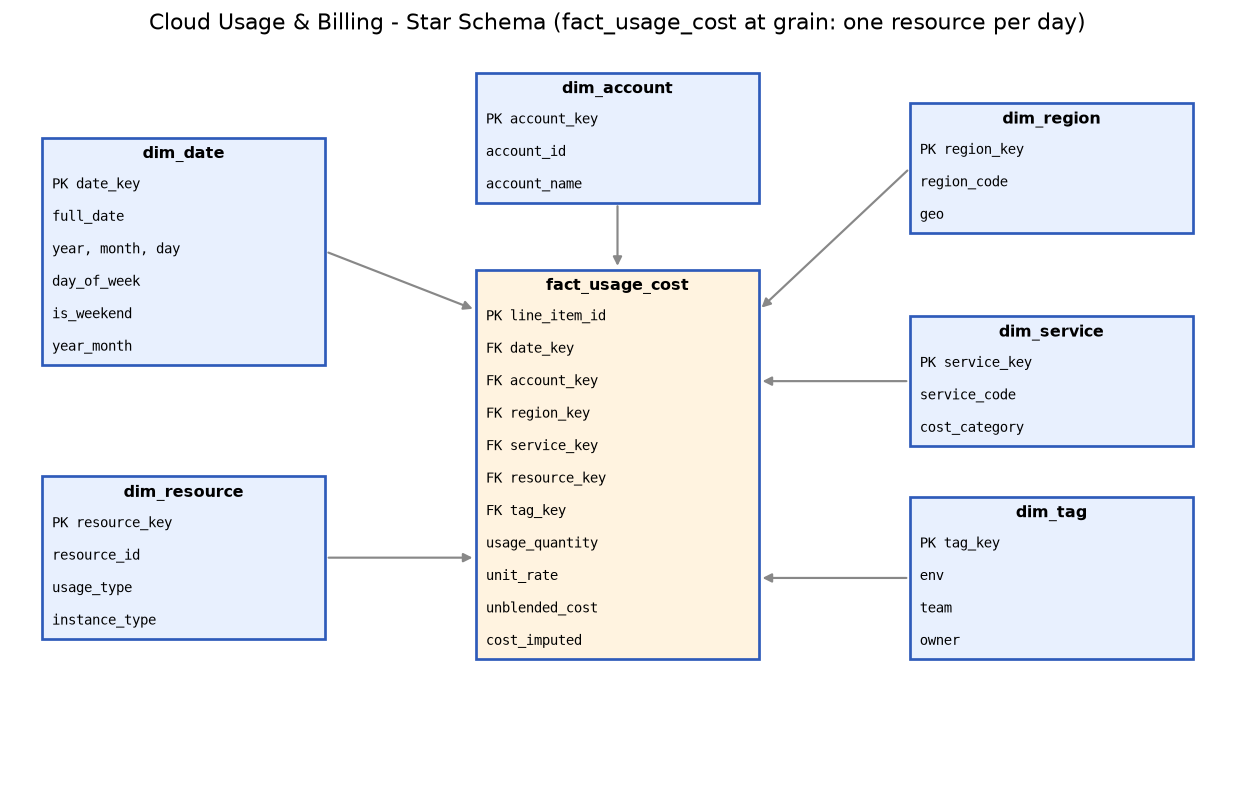 Cloud Usage & Billing - Star Schema (fact_usage_cost at grain: one resource per day)
dim_account
PK account_key
account_id
account_name
dim_region
PK region_key
region_code
geo
dim_date
PK date_key
full_date
year, month, day
day_of_week
is_weekend
year_month
fact_usage_cost
PK line_item_id
FK date_key
FK account_key
FK region_key
FK service_key
FK resource_key
FK tag_key
usage_quantity
unit_rate
unblended_cost
cost_imputed
dim_service
PK service_key
service_code
cost_category
dim_resource
PK resource_key
resource_id
usage_type
instance_type
dim_tag
PK tag_key
env
team
owner